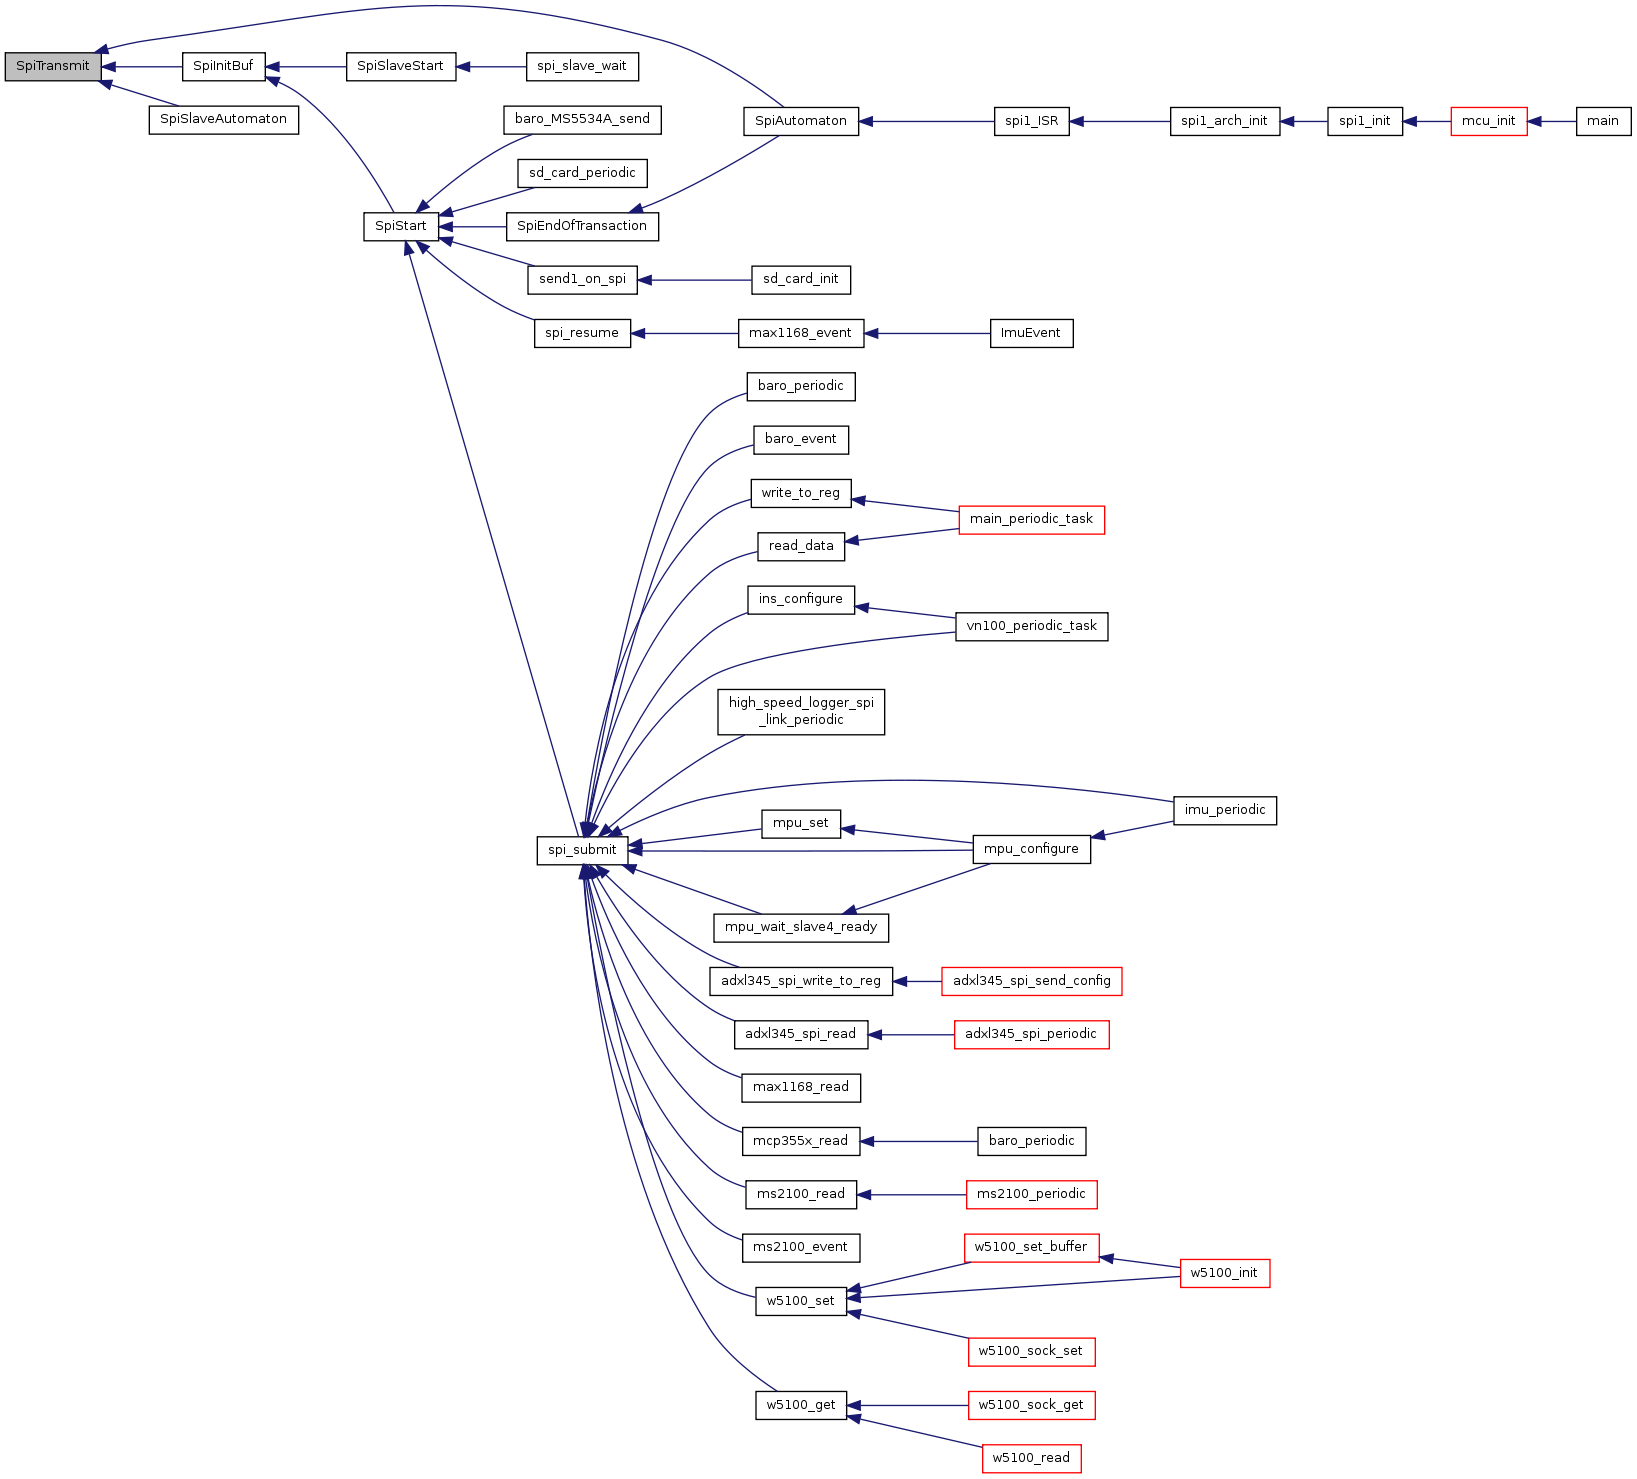 SpiTransmit
SpiInitBuf
SpiSlaveStart
spi_slave_wait
SpiSlaveAutomaton
baro_MS5534A_send
SpiAutomaton
spi1_ISR
spi1_arch_init
spi1_init
mcu_init
main
sd_card_periodic
SpiStart
SpiEndOfTransaction
send1_on_spi
sd_card_init
spi_resume
max1168_event
ImuEvent
baro_periodic
baro_event
write_to_reg
main_periodic_task
read_data
ins_configure
vn100_periodic_task
high_speed_logger_spi
_link_periodic
imu_periodic
mpu_set
spi_submit
mpu_configure
mpu_wait_slave4_ready
adxl345_spi_write_to_reg
adxl345_spi_send_config
adxl345_spi_read
adxl345_spi_periodic
max1168_read
mcp355x_read
baro_periodic
ms2100_read
ms2100_periodic
ms2100_event
w5100_set_buffer
w5100_init
w5100_set
w5100_sock_set
w5100_get
w5100_sock_get
w5100_read